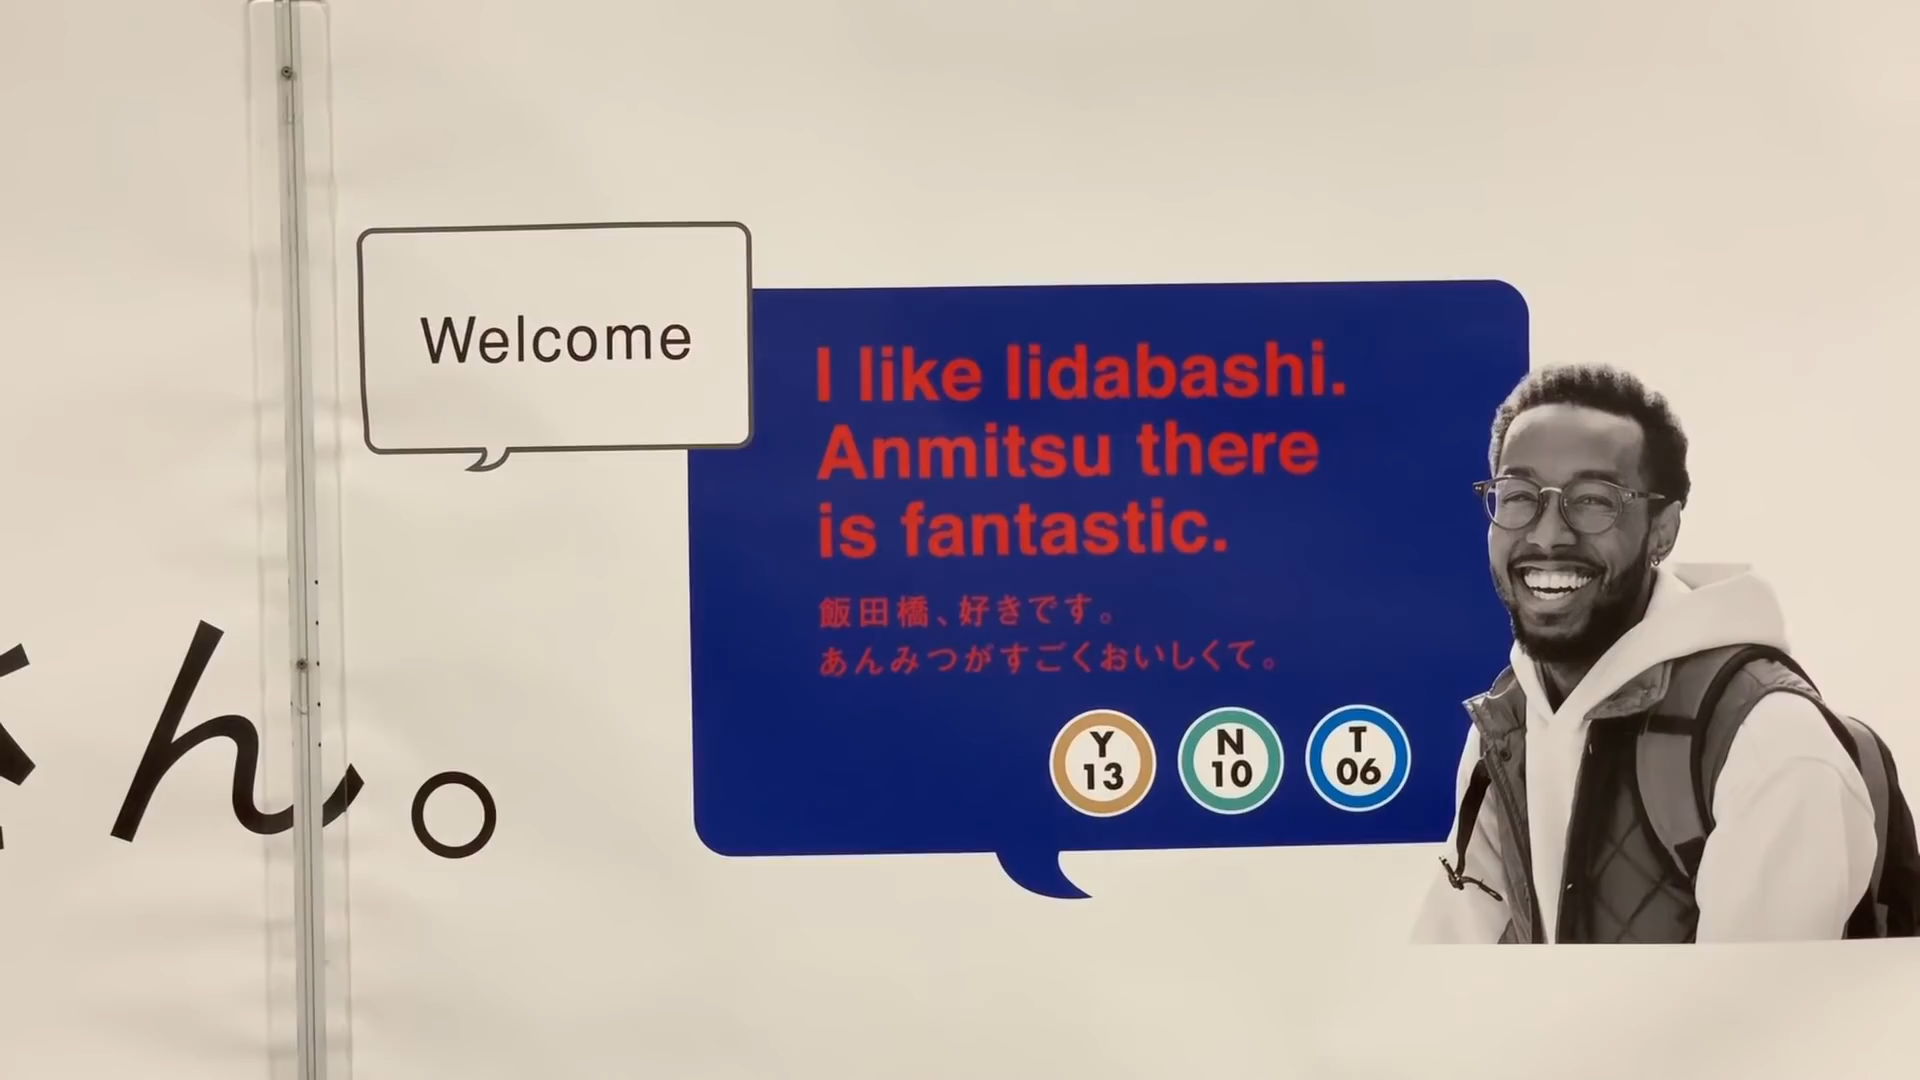 Welcome
I like Iidabashi.
Anmitsu there
is fantastic.
飯田橋、好きです。
あんみつがすごくおいしくて。
Y
13
N
10
T
06
ん。